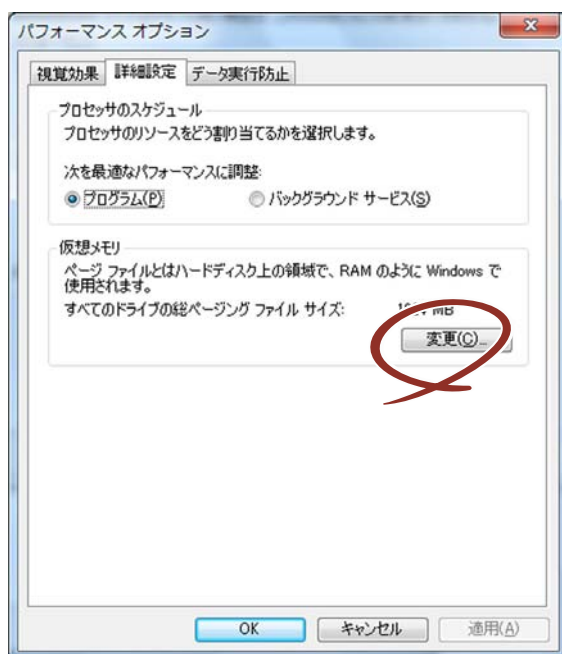 パフォーマンス オプション
視覚効果 詳細設定 データ実行防止
プロセッサのスケジュール
プロセッサのリソースをどう割り当てるかを選択します。
次を最適なパフォーマンスに調整:
プログラム(P) バックグラウンド サービス(S)
仮想メモリ
ページ ファイルとはハードディスク上の領域で、RAM のように Windows で
使用されます。
すべてのドライブの総ページング ファイル サイズ: MB
変更(C)...
OK キャンセル 適用(A)